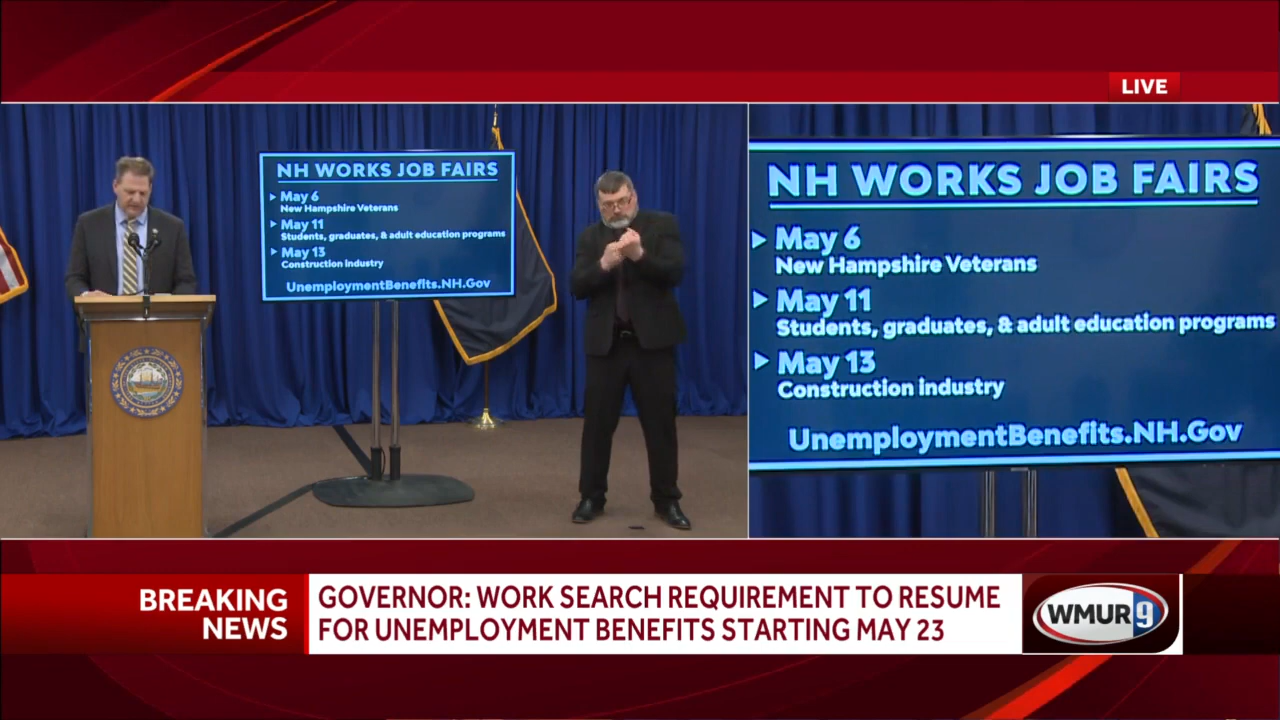 LIVE
NH WORKS JOB FAIRS
May 6
New Hampshire Veterans
May 11
Students, graduates, & adult education programs
May 13
Construction industry
UnemploymentBenefits.NH.Gov
NH WORKS JOB FAIRS
May 6
New Hampshire Veterans
May 11
Students, graduates, & adult education programs
May 13
Construction industry
UnemploymentBenefits.NH.Gov
BREAKING
NEWS
GOVERNOR: WORK SEARCH REQUIREMENT TO RESUME
FOR UNEMPLOYMENT BENEFITS STARTING MAY 23
WMUR 9